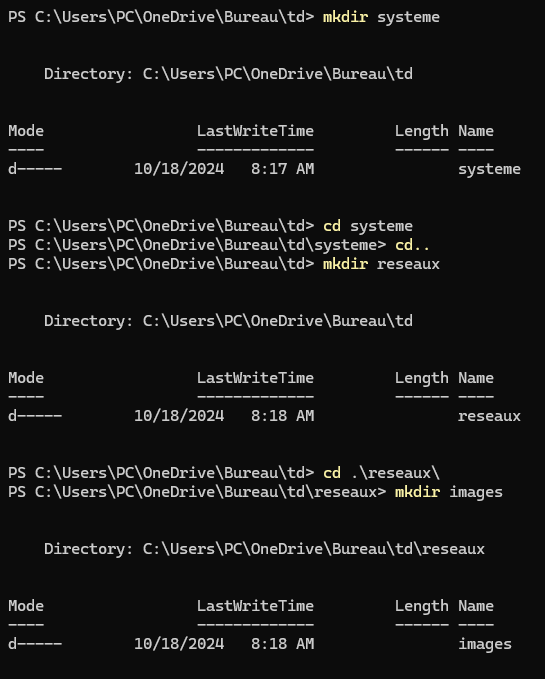 PS C:\Users\PC\OneDrive\Bureau\td> mkdir systeme
Directory: C:\Users\PC\OneDrive\Bureau\td
Mode                 LastWriteTime         Length Name
----                 -------------         ------ ----
d-----        10/18/2024   8:17 AM                systeme
PS C:\Users\PC\OneDrive\Bureau\td> cd systeme
PS C:\Users\PC\OneDrive\Bureau\td\systeme> cd..
PS C:\Users\PC\OneDrive\Bureau\td> mkdir reseaux
Directory: C:\Users\PC\OneDrive\Bureau\td
Mode                 LastWriteTime         Length Name
----                 -------------         ------ ----
d-----        10/18/2024   8:18 AM                reseaux
PS C:\Users\PC\OneDrive\Bureau\td> cd .\reseaux\
PS C:\Users\PC\OneDrive\Bureau\td\reseaux> mkdir images
Directory: C:\Users\PC\OneDrive\Bureau\td\reseaux
Mode                 LastWriteTime         Length Name
----                 -------------         ------ ----
d-----        10/18/2024   8:18 AM                images